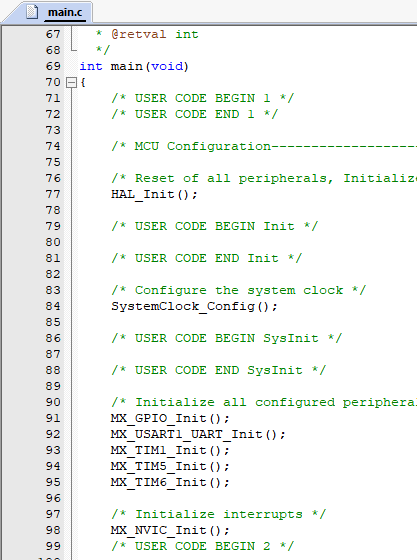 main.c
67 * @retval int
68 */
69 int main(void)
70 {
71 /* USER CODE BEGIN 1 */
72 /* USER CODE END 1 */
73
74 /* MCU Configuration-------------------
75
76 /* Reset of all peripherals, Initialize
77 HAL_Init();
78
79 /* USER CODE BEGIN Init */
80
81 /* USER CODE END Init */
82
83 /* Configure the system clock */
84 SystemClock_Config();
85
86 /* USER CODE BEGIN SysInit */
87
88 /* USER CODE END SysInit */
89
90 /* Initialize all configured peripheral
91 MX_GPIO_Init();
92 MX_USART1_UART_Init();
93 MX_TIM1_Init();
94 MX_TIM5_Init();
95 MX_TIM6_Init();
96
97 /* Initialize interrupts */
98 MX_NVIC_Init();
99 /* USER CODE BEGIN 2 */